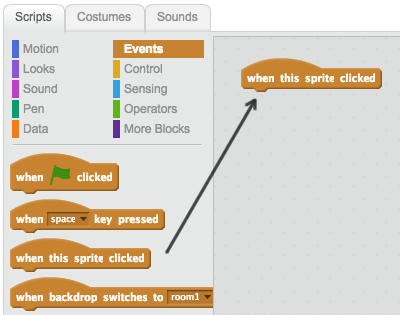 Scripts Costumes Sounds
Motion Events
Looks Control
Sound Sensing
Pen Operators
Data More Blocks
when clicked
when space key pressed
when this sprite clicked
when backdrop switches to room1
when this sprite clicked